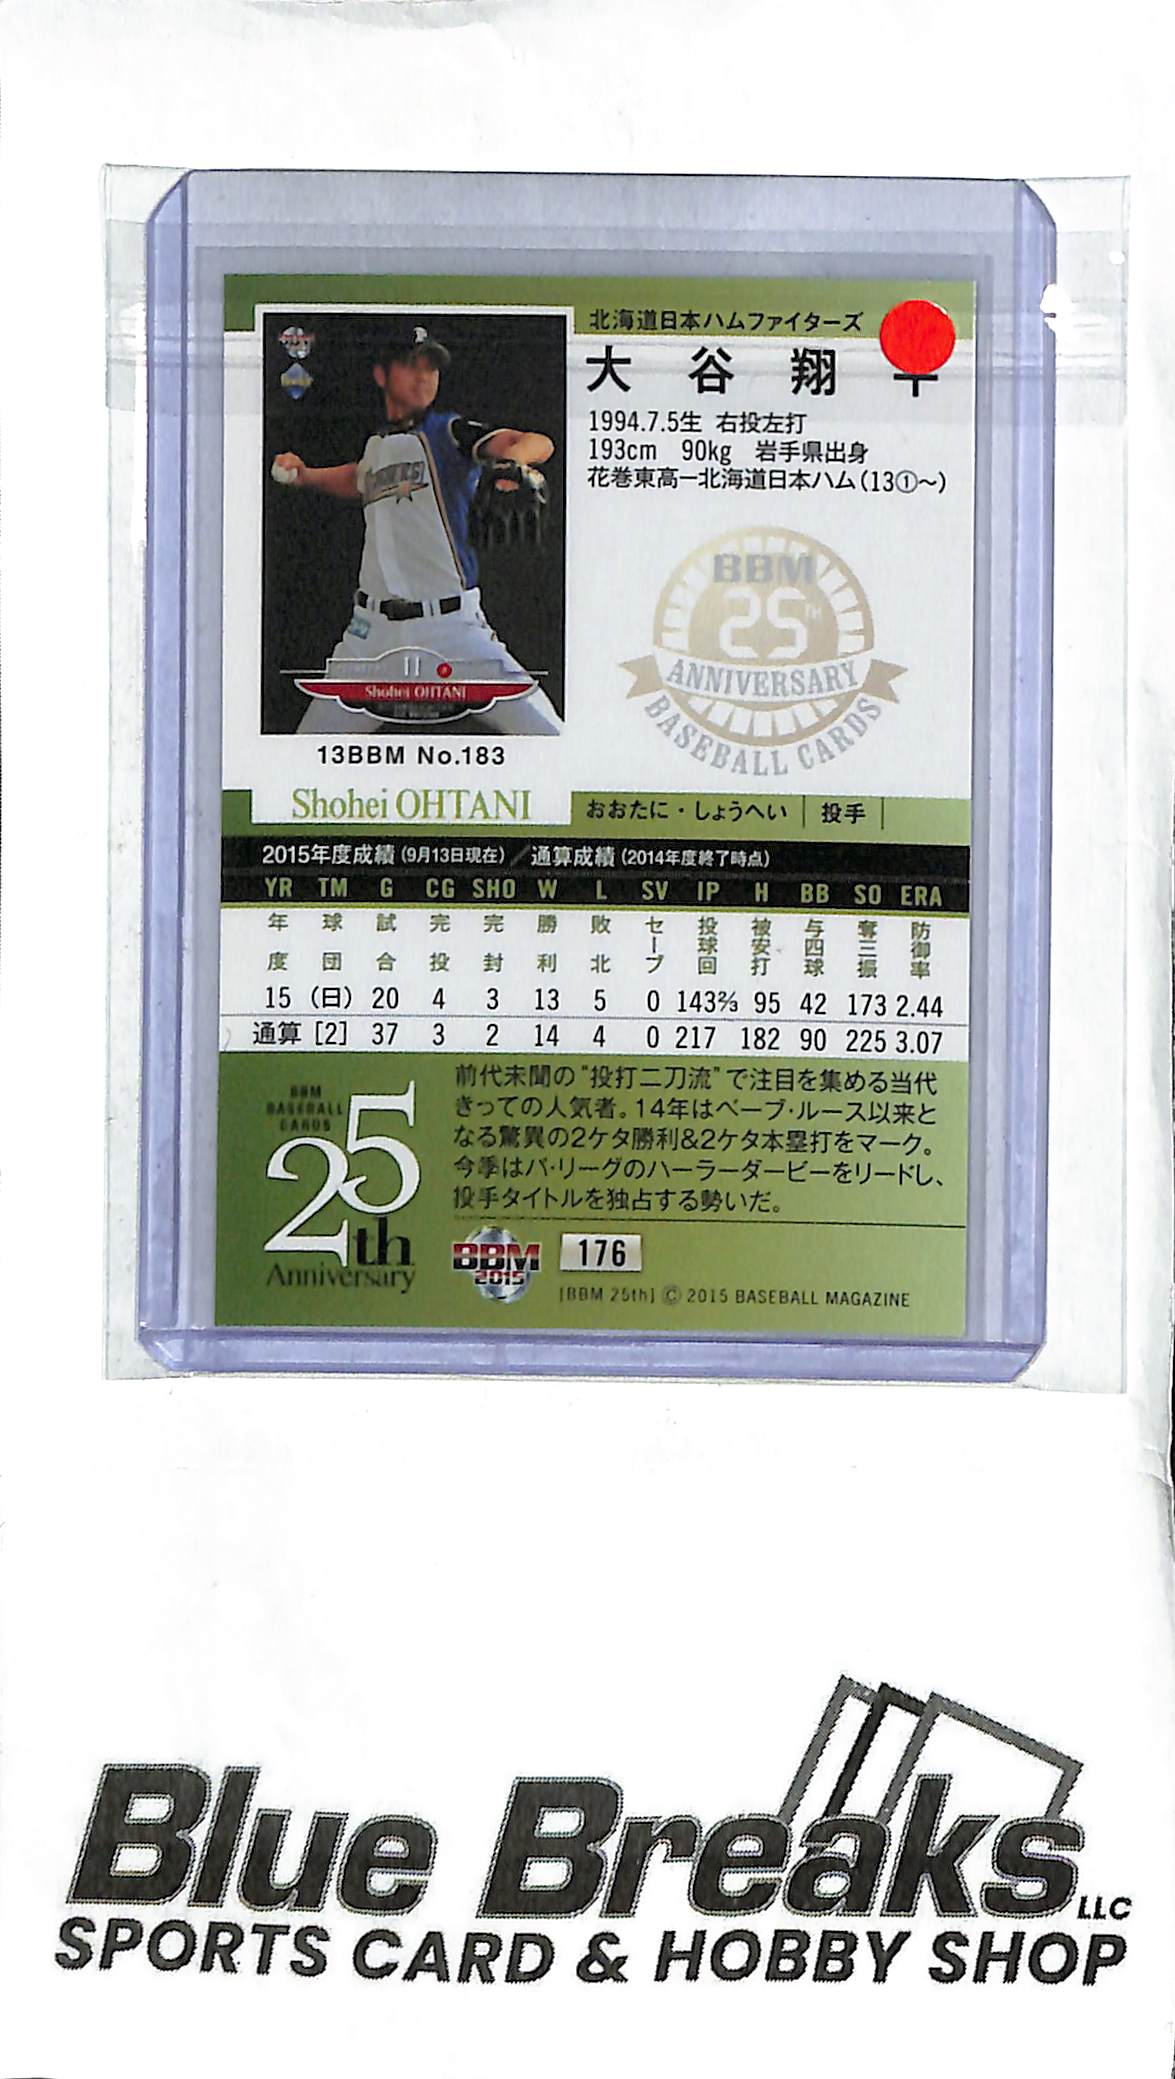 北海道日本ハムファイターズ
大谷翔
1994.7.5生 右投左打
193cm 90kg 岩手県出身
花巻東高ー北海道日本ハム(13①〜)
11
Shohei OHTANI
13BBM No.183
BBM
25TH
ANNIVERSARY
BASEBALL CARDS
Shohei OHTANI
おおたに・しょうへい 投手
2015年度成績(9月13日現在)/通算成績(2014年度終了時点)
YR TM G CG SHO W L SV IP H BB SO ERA
年度 球団 試合 完投 完封 勝利 敗北 セーブ 投球回 被安打 与四球 奪三振 防御率
15 (日) 20 4 3 13 5 0 143⅔ 95 42 173 2.44
通算 [2] 37 3 2 14 4 0 217 182 90 225 3.07
前代未聞の"投打二刀流"で注目を集める当代
きっての人気者。14年はベーブ・ルース以来と
なる驚異の2ケタ勝利&2ケタ本塁打をマーク。
今季はパ・リーグのハーラーダービーをリードし、
投手タイトルを独占する勢いだ。
BBM
BASEBALL
CARDS
25th
Anniversary
BBM
2015
176
[BBM 25th] © 2015 BASEBALL MAGAZINE
Blue Breaks LLC
SPORTS CARD & HOBBY SHOP